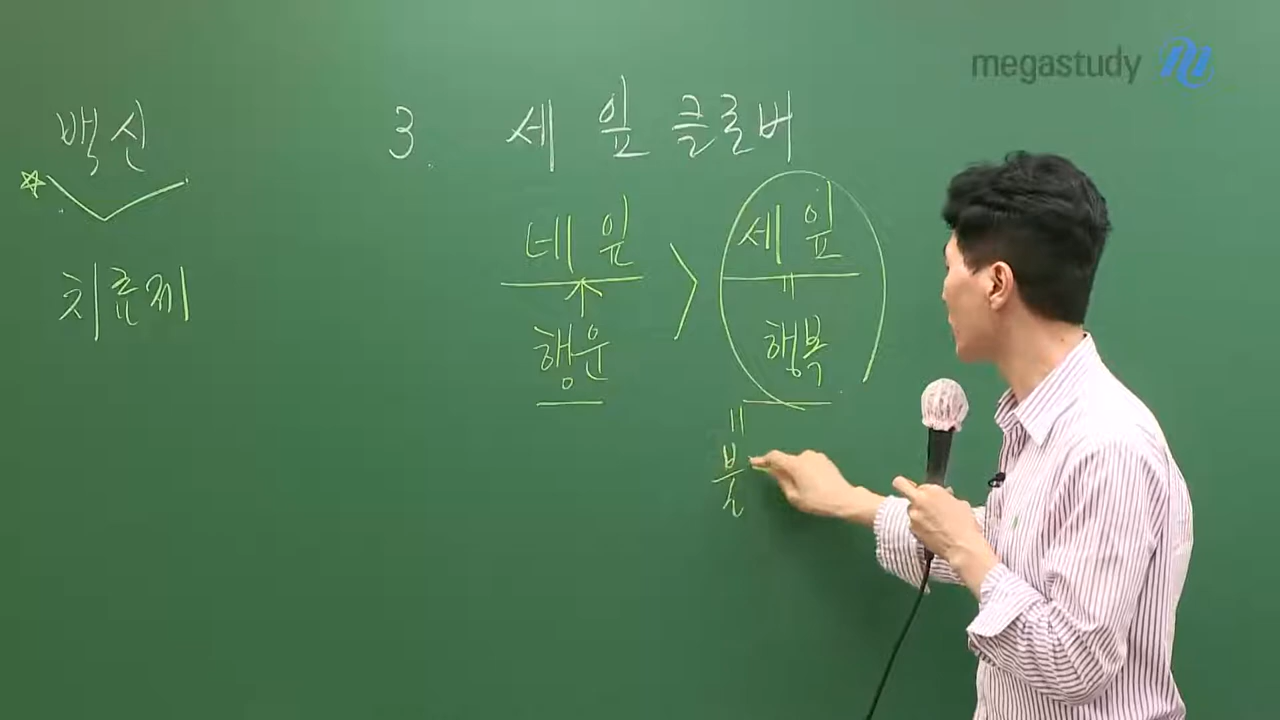 megastudy
백신
치료제
3. 세 잎 클로버
네 잎 > 세 잎
행운 행복
불